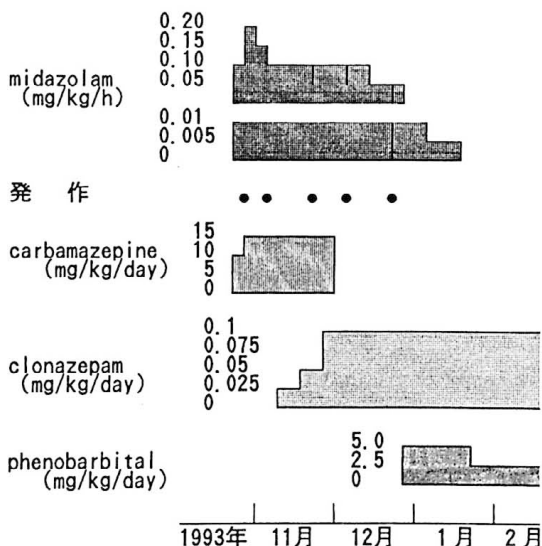 0.20
0.15
0.10
0.05
midazolam
(mg/kg/h)
0.01
0.005
0
発 作
15
10
5
0
carbamazepine
(mg/kg/day)
0.1
0.075
0.05
0.025
0
clonazepam
(mg/kg/day)
5.0
2.5
0
phenobarbital
(mg/kg/day)
1993年 11月 12月 1月 2月